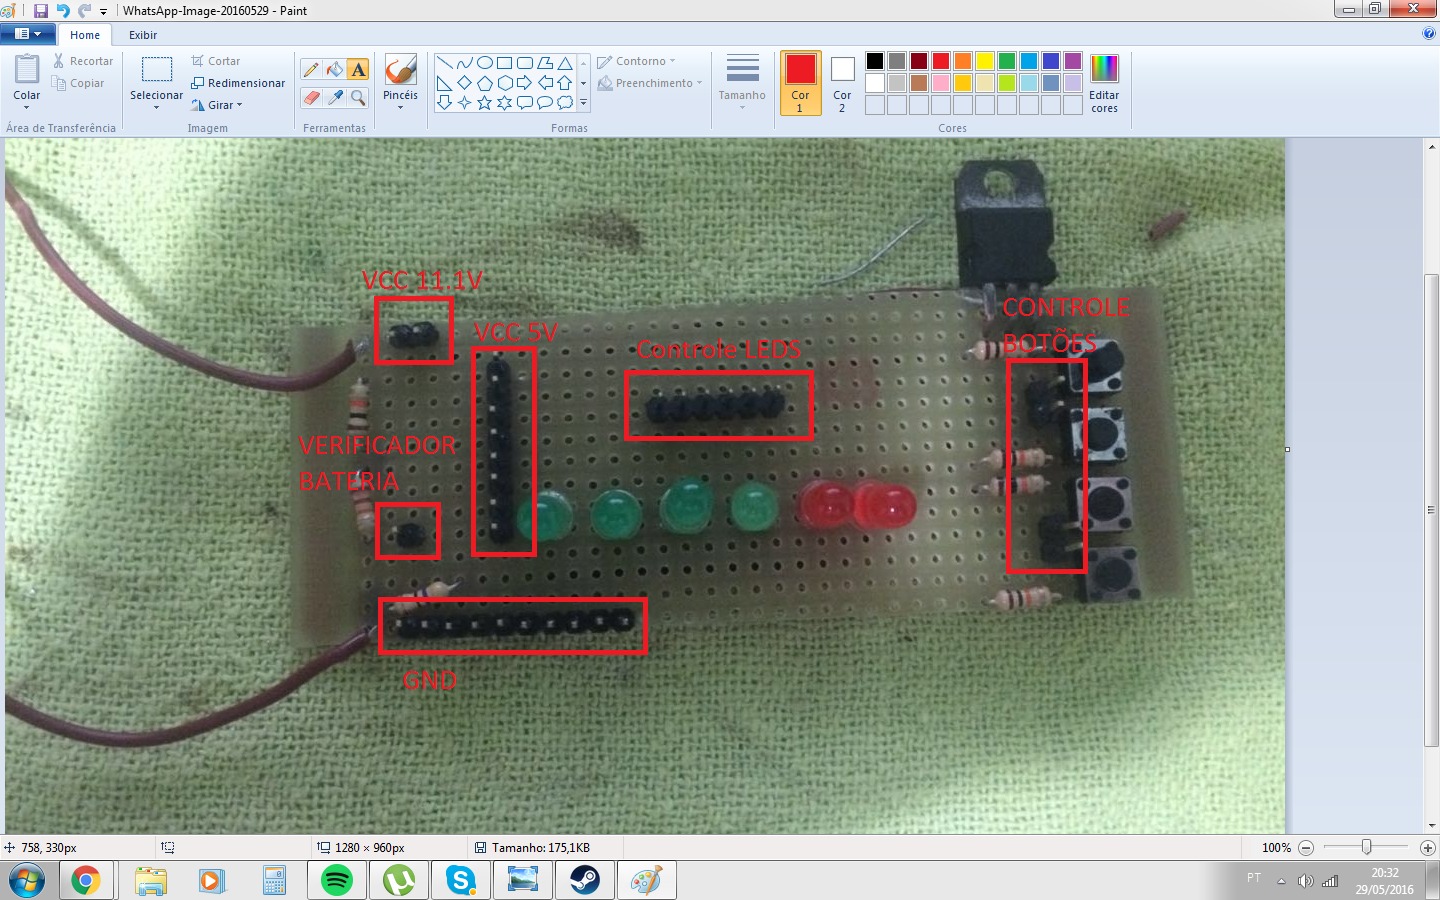 WhatsApp-Image-20160529 - Paint
Home
Exibir
Colar
Recortar
Copiar
Área de Transferência
Selecionar
Cortar
Redimensionar
Girar
Imagem
Ferramentas
Pincéis
Contorno
Preenchimento
Formas
Tamanho
Cor
1
Cor
2
Editar
cores
Cores
VCC 11.1V
VCC 5V
Controle LEDS
CONTROLE
BOTÕES
VERIFICADOR
BATERIA
GND
758, 330px
1280 × 960px
Tamanho: 175,1KB
100%
PT
20:32
29/05/2016